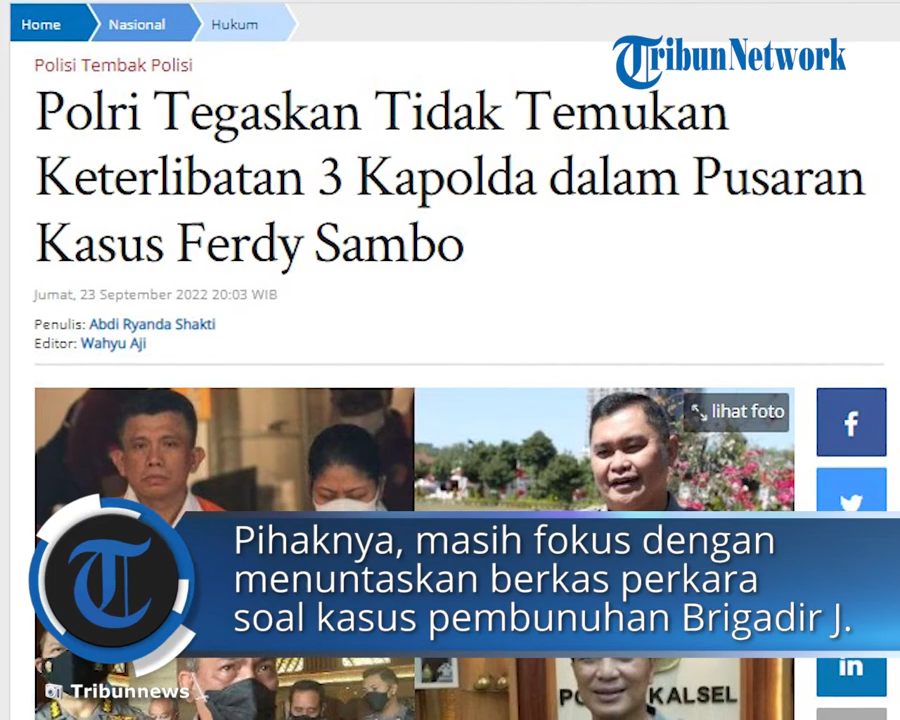 Home
Nasional
Hukum
TribunNetwork
Polisi Tembak Polisi
Polri Tegaskan Tidak Temukan
Keterlibatan 3 Kapolda dalam Pusaran
Kasus Ferdy Sambo
Jumat, 23 September 2022 20:03 WIB
Penulis: Abdi Ryanda Shakti
Editor: Wahyu Aji
lihat foto
f
T
Pihaknya, masih fokus dengan
menuntaskan berkas perkara
soal kasus pembunuhan Brigadir J.
in
Tribunnews
KALSEL